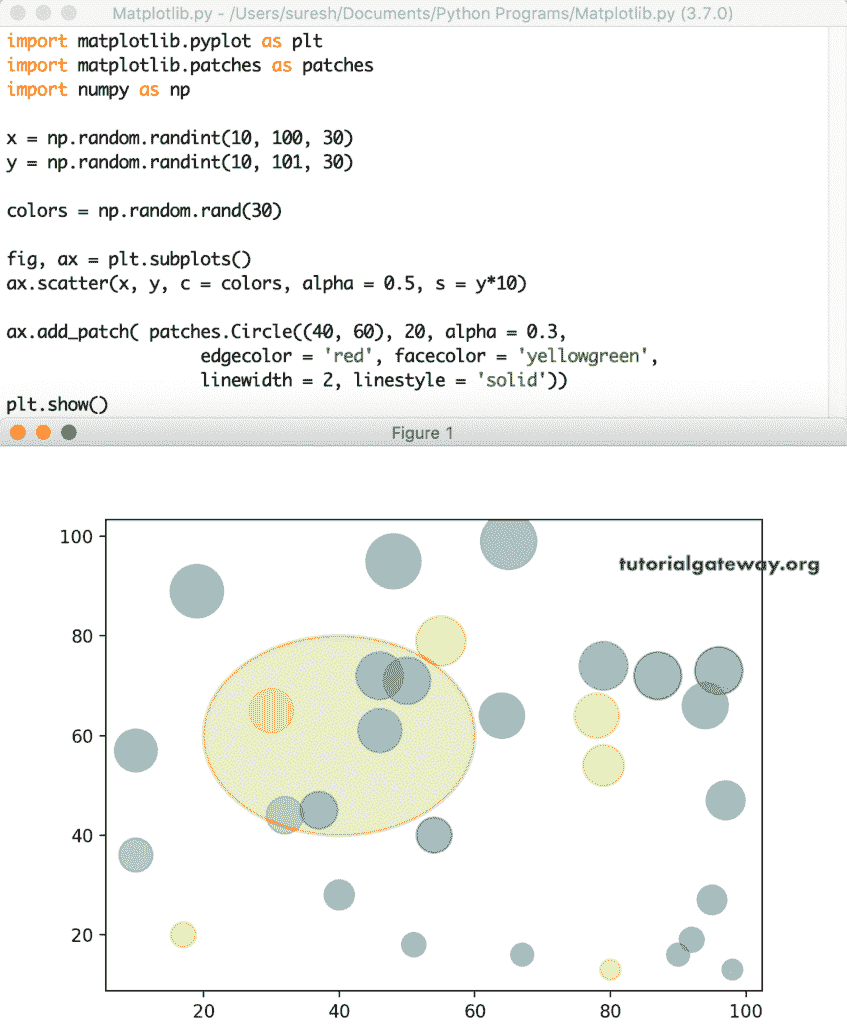 Matplotlib.py - /Users/suresh/Documents/Python Programs/Matplotlib.py (3.7.0)
import matplotlib.pyplot as plt
import matplotlib.patches as patches
import numpy as np
x = np.random.randint(10, 100, 30)
y = np.random.randint(10, 101, 30)
colors = np.random.rand(30)
fig, ax = plt.subplots()
ax.scatter(x, y, c = colors, alpha = 0.5, s = y*10)
ax.add_patch( patches.Circle((40, 60), 20, alpha = 0.3,
edgecolor = 'red', facecolor = 'yellowgreen',
linewidth = 2, linestyle = 'solid'))
plt.show()
Figure 1
100
tutorialgateway.org
80
60
40
20
20 40 60 80 100